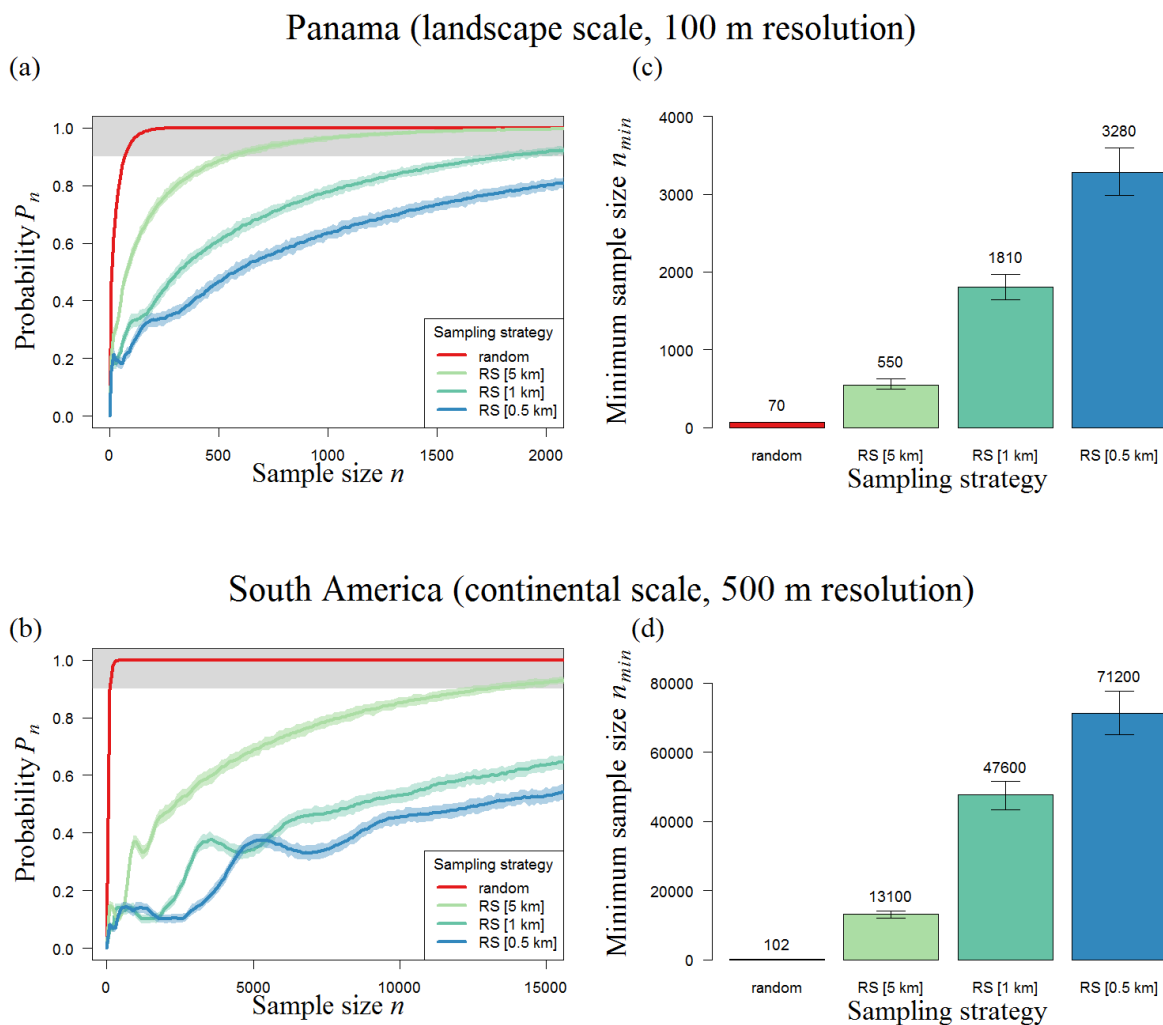 Panama (landscape scale, 100 m resolution)
(a)
Probability Pn
1.0
0.8
0.6
0.4
0.2
0.0
0 500 1000 1500 2000
Sample size n
Sampling strategy
random
RS [5 km]
RS [1 km]
RS [0.5 km]
(c)
Minimum sample size nmin
4000
3000
2000
1000
0
70
550
1810
3280
random RS [5 km] RS [1 km] RS [0.5 km]
Sampling strategy
South America (continental scale, 500 m resolution)
(b)
Probability Pn
1.0
0.8
0.6
0.4
0.2
0.0
0 5000 10000 15000
Sample size n
Sampling strategy
random
RS [5 km]
RS [1 km]
RS [0.5 km]
(d)
Minimum sample size nmin
80000
60000
40000
20000
0
102
13100
47600
71200
random RS [5 km] RS [1 km] RS [0.5 km]
Sampling strategy